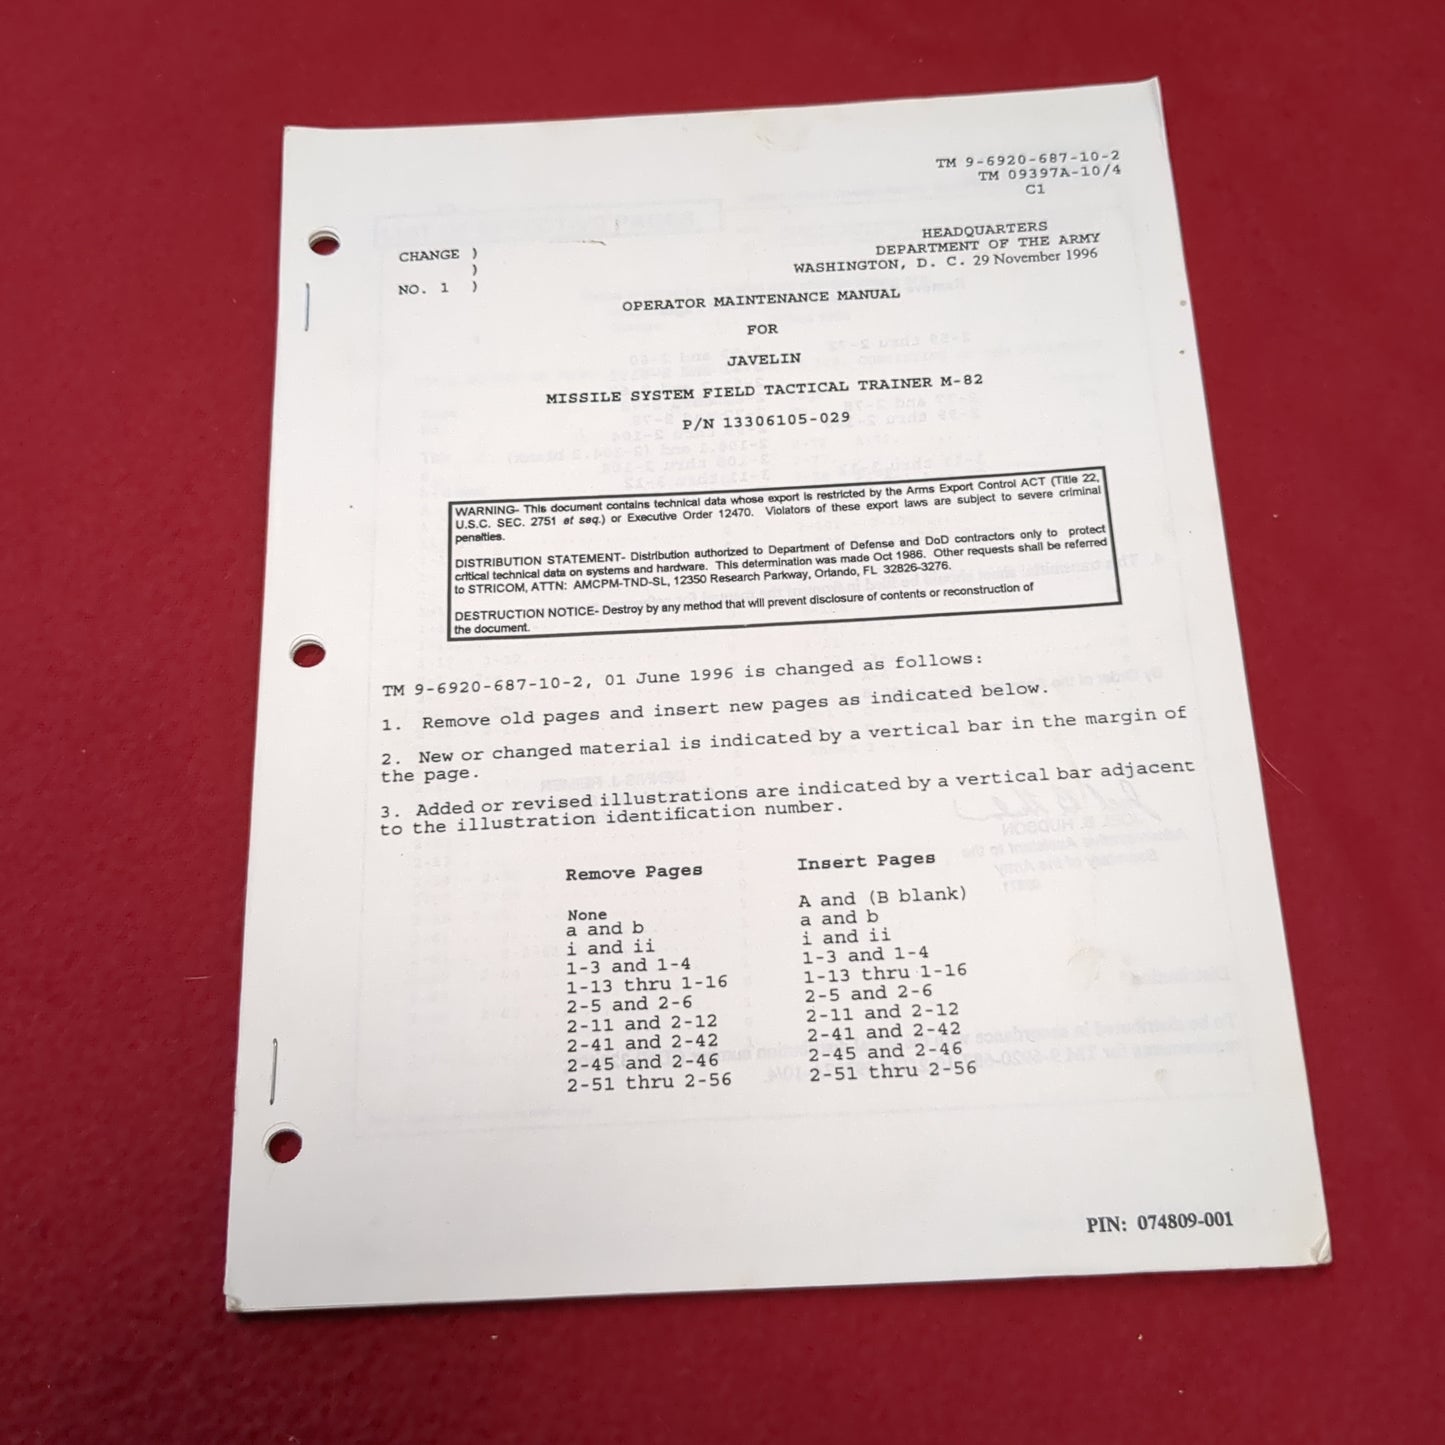 TM 9-6920-687-10-2
TM 09397A-10/4
C1
HEADQUARTERS
DEPARTMENT OF THE ARMY
WASHINGTON, D. C. 29 November 1996
CHANGE )
)
NO. 1 )
OPERATOR MAINTENANCE MANUAL
FOR
JAVELIN
MISSILE SYSTEM FIELD TACTICAL TRAINER M-82
P/N 13306105-029
WARNING- This document contains technical data whose export is restricted by the Arms Export Control ACT (Title 22,
U.S.C. SEC. 2751 et seq.) or Executive Order 12470. Violators of these export laws are subject to severe criminal
penalties.
DISTRIBUTION STATEMENT- Distribution authorized to Department of Defense and DoD contractors only to protect
critical technical data on systems and hardware. This determination was made Oct 1986. Other requests shall be referred
to STRICOM, ATTN: AMCPM-TND-SL, 12350 Research Parkway, Orlando, FL 32826-3276.
DESTRUCTION NOTICE- Destroy by any method that will prevent disclosure of contents or reconstruction of
the document.
TM 9-6920-687-10-2, 01 June 1996 is changed as follows:
1. Remove old pages and insert new pages as indicated below.
2. New or changed material is indicated by a vertical bar in the margin of
the page.
3. Added or revised illustrations are indicated by a vertical bar adjacent
to the illustration identification number.
Remove Pages Insert Pages
None A and (B blank)
a and b a and b
i and ii i and ii
1-3 and 1-4 1-3 and 1-4
1-13 thru 1-16 1-13 thru 1-16
2-5 and 2-6 2-5 and 2-6
2-11 and 2-12 2-11 and 2-12
2-41 and 2-42 2-41 and 2-42
2-45 and 2-46 2-45 and 2-46
2-51 thru 2-56 2-51 thru 2-56
PIN: 074809-001